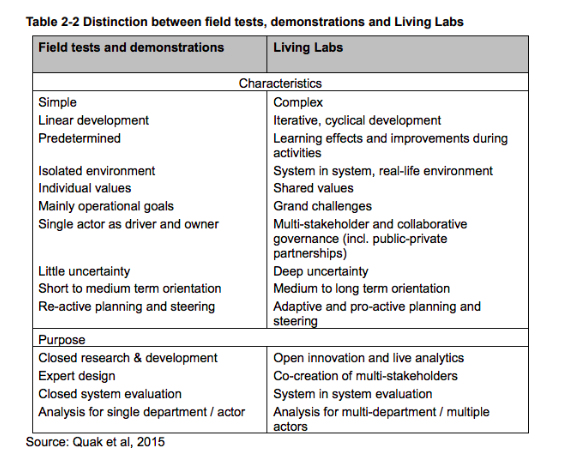 Table 2-2 Distinction between field tests, demonstrations and Living Labs
Field tests and demonstrations Living Labs
Characteristics
Simple Complex
Linear development Iterative, cyclical development
Predetermined Learning effects and improvements during
activities
Isolated environment System in system, real-life environment
Individual values Shared values
Mainly operational goals Grand challenges
Single actor as driver and owner Multi-stakeholder and collaborative
governance (incl. public-private
partnerships)
Little uncertainty Deep uncertainty
Short to medium term orientation Medium to long term orientation
Re-active planning and steering Adaptive and pro-active planning and
steering
Purpose
Closed research & development Open innovation and live analytics
Expert design Co-creation of multi-stakeholders
Closed system evaluation System in system evaluation
Analysis for single department / actor Analysis for multi-department / multiple
actors
Source: Quak et al, 2015